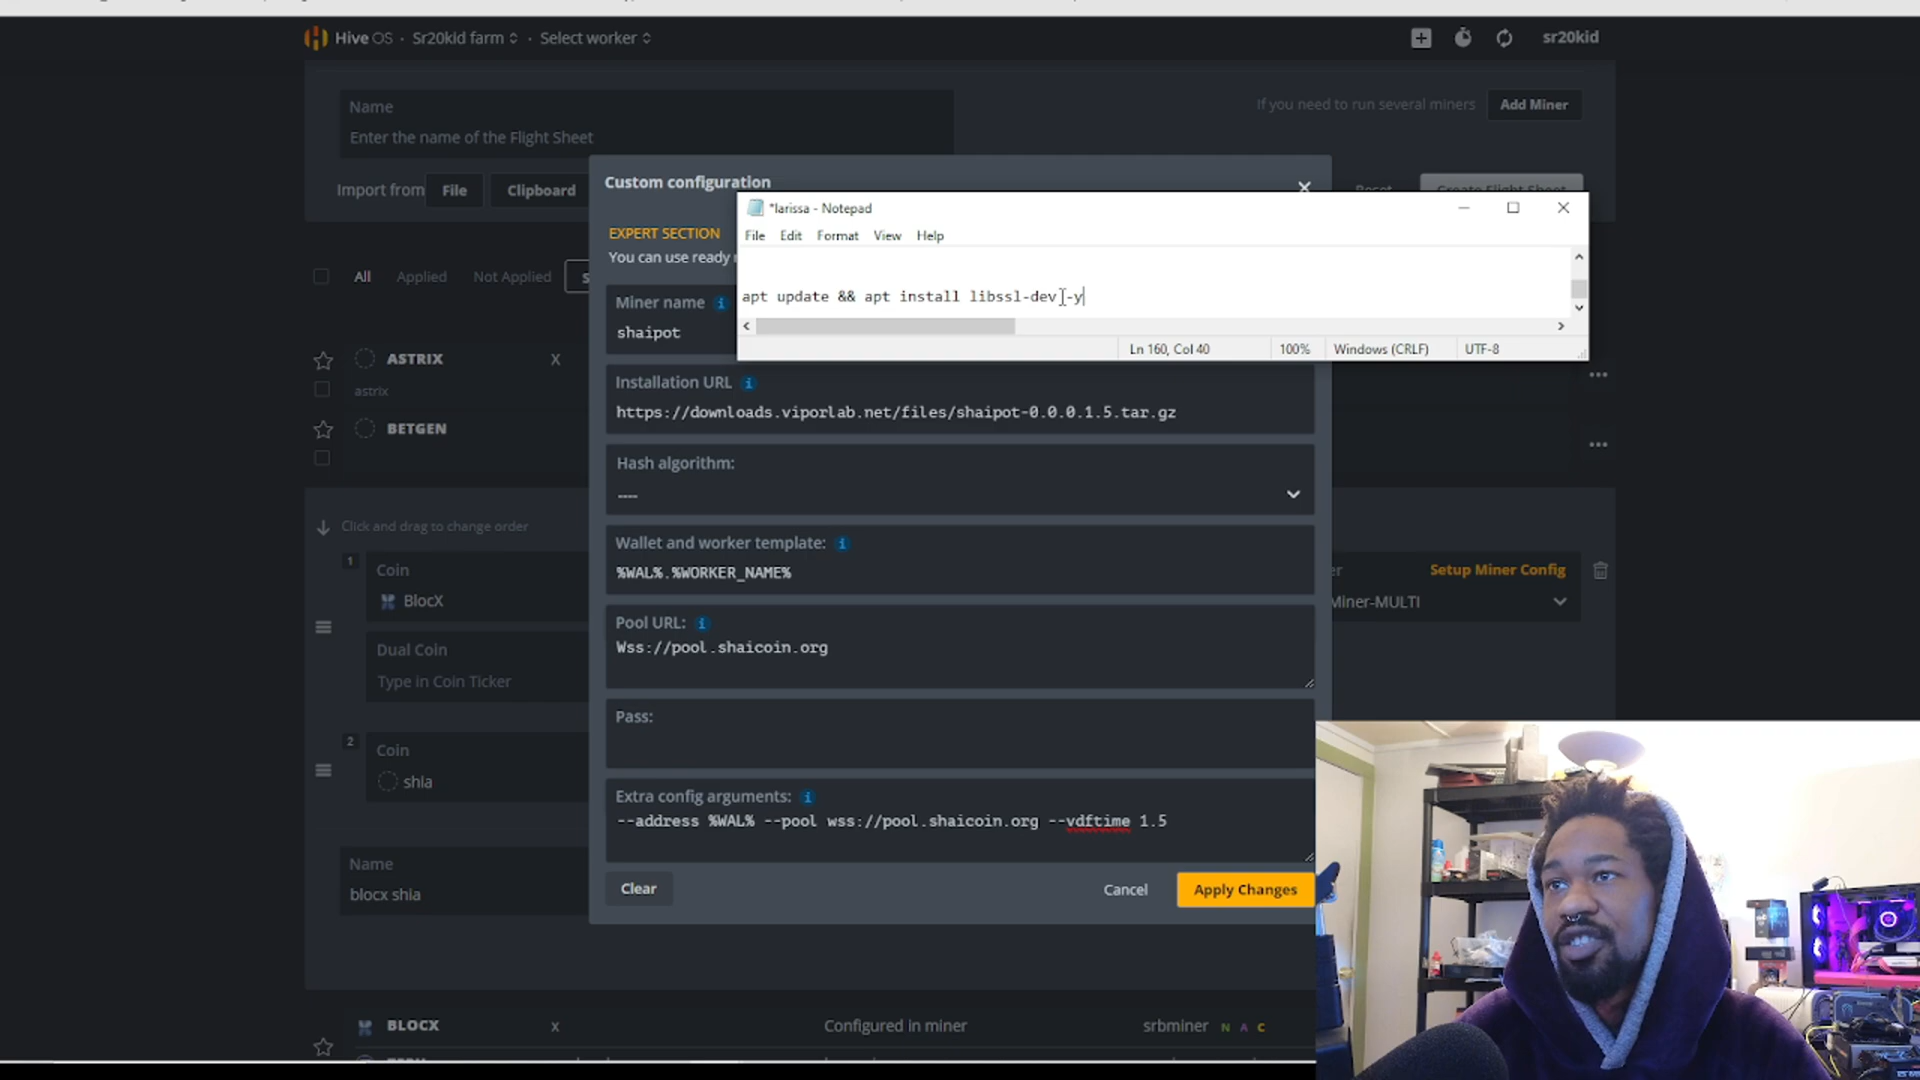 Hive OS · Sr20kid farm · Select worker
sr20kid
Name
Enter the name of the Flight Sheet
If you need to run several miners
Add Miner
Import from
File
Clipboard
Reset
Create Flight Sheet
Custom configuration
*larissa - Notepad
File Edit Format View Help
apt update && apt install libssl-dev -y
Ln 160, Col 40
100%
Windows (CRLF)
UTF-8
EXPERT SECTION
You can use ready
All
Applied
Not Applied
Miner name
shaipot
ASTRIX
X
astrix
Installation URL
https://downloads.viporlab.net/files/shaipot-0.0.0.1.5.tar.gz
BETGEN
Hash algorithm:
----
Click and drag to change order
Wallet and worker template:
%WAL%.%WORKER_NAME%
1
Coin
BlocX
Setup Miner Config
Miner-MULTI
Dual Coin
Type in Coin Ticker
Pool URL:
Wss://pool.shaicoin.org
Pass:
2
Coin
shia
Extra config arguments:
--address %WAL% --pool wss://pool.shaicoin.org --vdftime 1.5
Name
blocx shia
Clear
Cancel
Apply Changes
BLOCX
X
Configured in miner
srbminer N A C